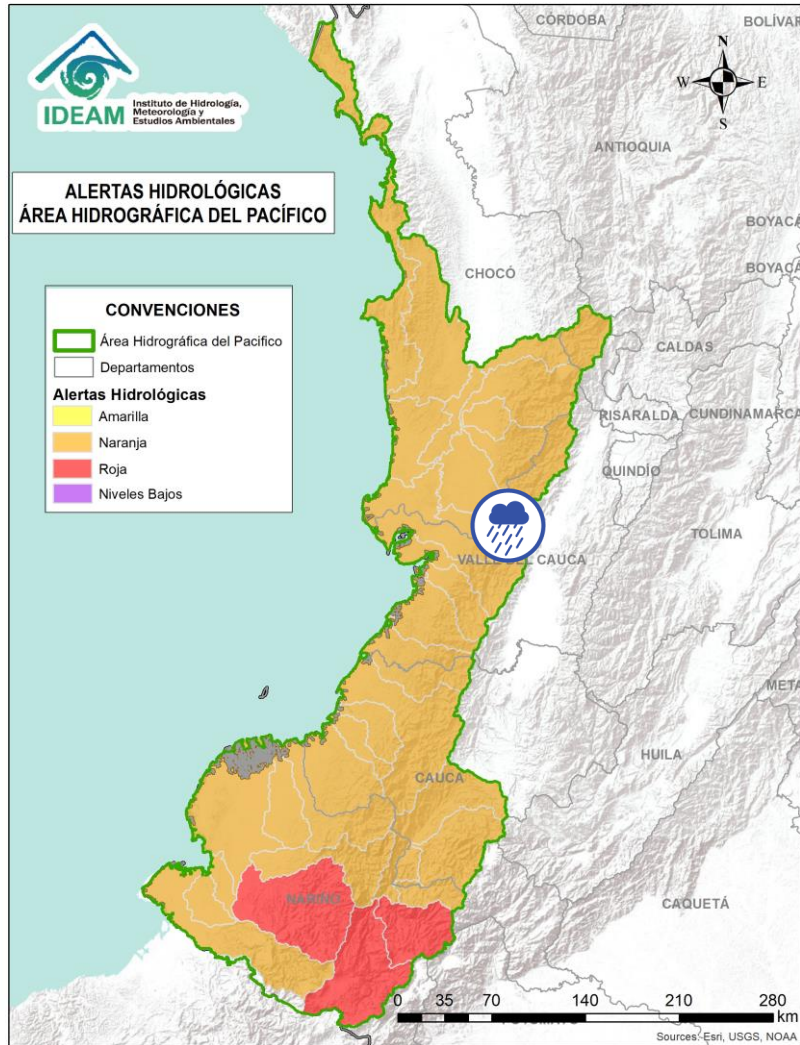 IDEAM
Instituto de Hidrología,
Meteorología y
Estudios Ambientales
ALERTAS HIDROLÓGICAS
ÁREA HIDROGRÁFICA DEL PACÍFICO
CONVENCIONES
Área Hidrográfica del Pacifico
Departamentos
Alertas Hidrológicas
Amarilla
Naranja
Roja
Niveles Bajos
N
W
E
S
CÓRDOBA
BOLÍVAR
ANTIOQUIA
BOYACÁ
BOYACÁ
CHOCÓ
CALDAS
RISARALDA
CUNDINAMARCA
QUINDÍO
TOLIMA
VALLE DEL CAUCA
META
HUILA
CAUCA
NARIÑO
CAQUETÁ
0 35 70 140 210 280
km
Sources: Esri, USGS, NOAA